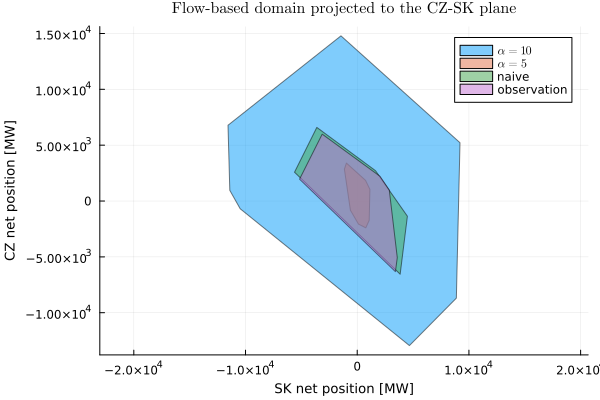 Flow-based domain projected to the CZ-SK plane
1.50×10⁴
1.00×10⁴
5.00×10³
0
−5.00×10³
−1.00×10⁴
CZ net position [MW]
α = 10
α = 5
naive
observation
−2.0×10⁴
−1.0×10⁴
0
1.0×10⁴
2.0×10
SK net position [MW]